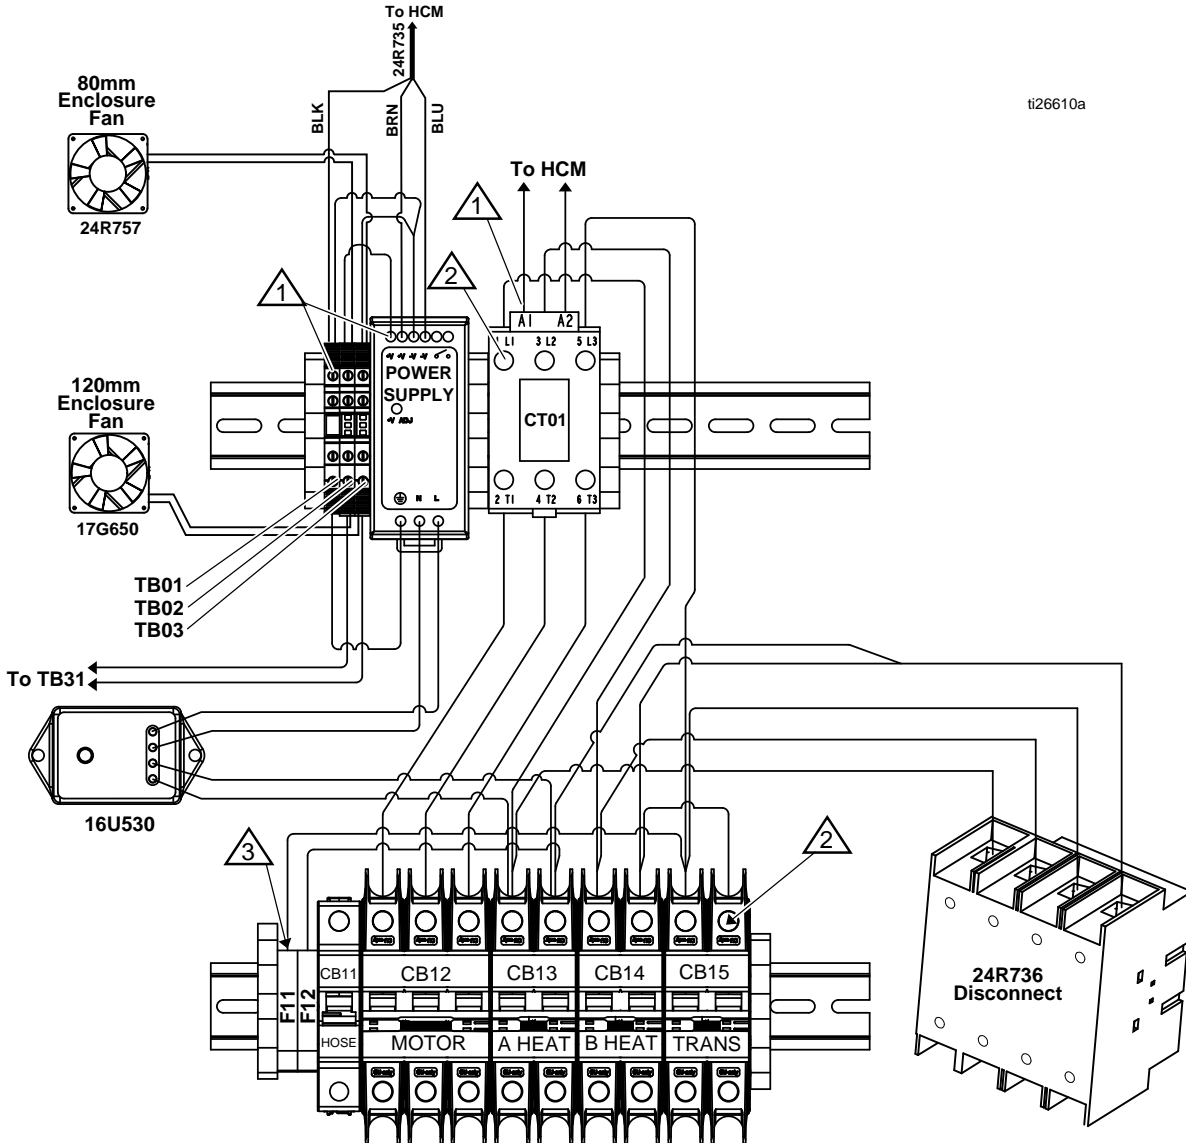 To HCM
24R735
BLK
BRN
BLU
80mm
Enclosure
Fan
24R757
ti26610a
To HCM
1
2
1
A1 A2
1 L1 3 L2 5 L3
+V +V -V -V
POWER
SUPPLY
+V ADJ
CT01
N L
2 T1 4 T2 6 T3
120mm
Enclosure
Fan
17G650
TB01
TB02
TB03
To TB31
16U530
3
2
F11
F12
CB11
CB12
CB13
CB14
CB15
HOSE
MOTOR
A HEAT
B HEAT
TRANS
24R736
Disconnect